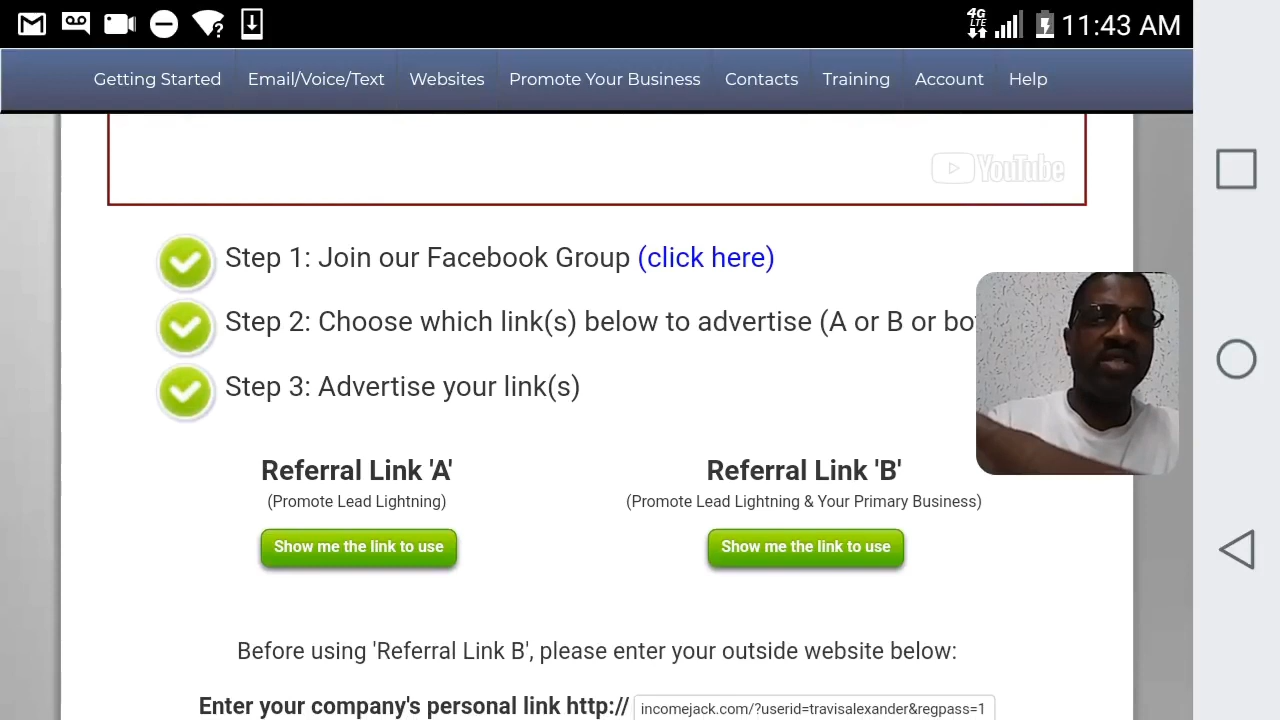 4G
LTE
11:43 AM
Getting Started Email/Voice/Text Websites Promote Your Business Contacts Training Account Help
YouTube
Step 1: Join our Facebook Group (click here)
Step 2: Choose which link(s) below to advertise (A or B or
Step 3: Advertise your link(s)
Referral Link 'A' Referral Link 'B'
(Promote Lead Lightning) (Promote Lead Lightning & Your Primary Business)
Show me the link to use Show me the link to use
Before using 'Referral Link B', please enter your outside website below:
Enter your company's personal link http:// incomejack.com/?userid=travisalexander&regpass=1